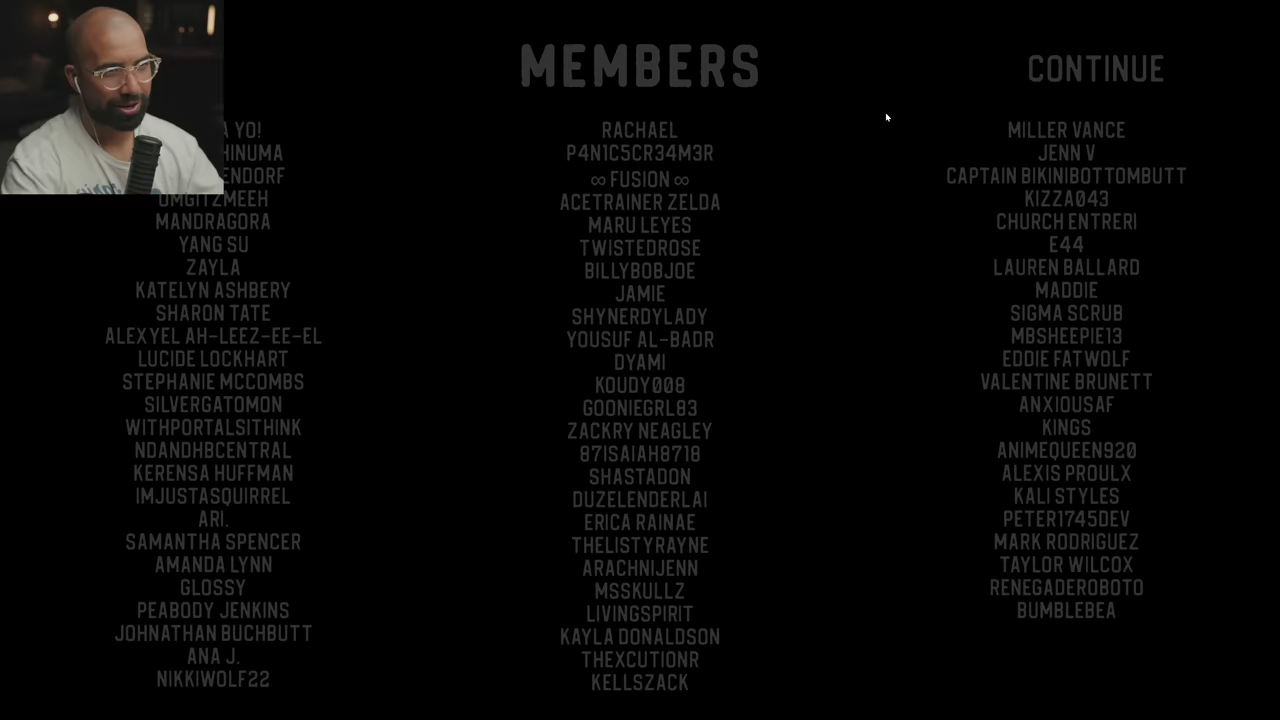 MEMBERS
CONTINUE
YO!
OMGITZMEEH
MANDRAGORA
YANG SU
ZAYLA
KATELYN ASHBERY
SHARON TATE
ALEXYEL AH-LEEZ-EE-EL
LUCIDE LOCKHART
STEPHANIE MCCOMBS
SILVERGATOMON
WITHPORTALSITHINK
NDANDHBCENTRAL
KERENSA HUFFMAN
IMJUSTASQUIRREL
ARI.
SAMANTHA SPENCER
AMANDA LYNN
GLOSSY
PEABODY JENKINS
JOHNATHAN BUCHBUTT
ANA J.
NIKKIWOLF22
RACHAEL
P4N1C5CR34M3R
∞ FUSION ∞
ACETRAINER ZELDA
MARU LEYES
TWISTEDROSE
BILLYBOBJOE
JAMIE
SHYNERDYLADY
YOUSUF AL-BADR
DYAMI
KOUDY008
GOONIEGRL83
ZACKRY NEAGLEY
87ISAIAH8718
SHASTADON
DUZELENDERLAI
ERICA RAINAE
THELISTYRAYNE
ARACHNIJENN
MSSKULLZ
LIVINGSPIRIT
KAYLA DONALDSON
THEXCUTIONR
KELLSZACK
MILLER VANCE
JENN V
CAPTAIN BIKINIBOTTOMBUTT
KIZZA043
CHURCH ENTRERI
E44
LAUREN BALLARD
MADDIE
SIGMA SCRUB
MBSHEEPIE13
EDDIE FATWOLF
VALENTINE BRUNETT
ANXIOUSAF
KINGS
ANIMEQUEEN920
ALEXIS PROULX
KALI STYLES
PETER1745DEV
MARK RODRIGUEZ
TAYLOR WILCOX
RENEGADEROBOTO
BUMBLEBEA